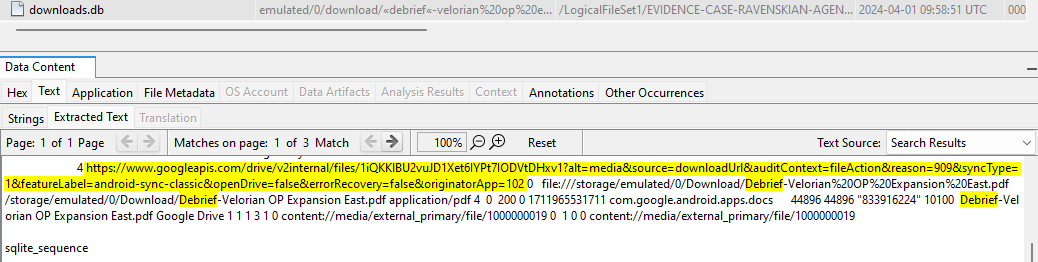 downloads.db emulated/0/download/«debrief«-velorian%20op%20e... /LogicalFileSet1/EVIDENCE-CASE-RAVENSKIAN-AGEN... 2024-04-01 09:58:51 UTC 000
Data Content
Hex Text Application File Metadata OS Account Data Artifacts Analysis Results Context Annotations Other Occurrences
Strings Extracted Text Translation
Page: 1 of 1 Page Matches on page: 1 of 3 Match 100% Reset Text Source: Search Results
4 https://www.googleapis.com/drive/v2internal/files/1iQKKIBU2vuJD1Xet6lYPt7lODVtDHxv1?alt=media&source=downloadUrl&auditContext=fileAction&reason=909&syncType=
1&featureLabel=android-sync-classic&openDrive=false&errorRecovery=false&originatorApp=102 0 file:///storage/emulated/0/Download/Debrief-Velorian%20OP%20Expansion%20East.pdf
/storage/emulated/0/Download/Debrief-Velorian OP Expansion East.pdf application/pdf 4 0 200 0 1711965531711 com.google.android.apps.docs 44896 44896 "833916224" 10100 Debrief-Vel
orian OP Expansion East.pdf Google Drive 1 1 1 3 1 0 content://media/external_primary/file/1000000019 0 1 0 0 content://media/external_primary/file/1000000019
sqlite_sequence